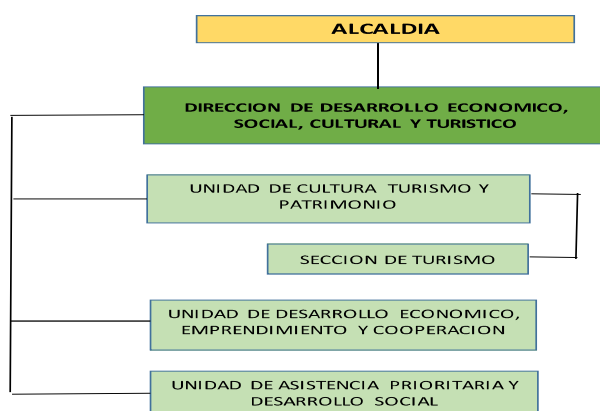 ALCALDIA
DIRECCION DE DESARROLLO ECONOMICO,
SOCIAL, CULTURAL Y TURISTICO
UNIDAD DE CULTURA TURISMO Y
PATRIMONIO
SECCION DE TURISMO
UNIDAD DE DESARROLLO ECONOMICO,
EMPRENDIMIENTO Y COOPERACION
UNIDAD DE ASISTENCIA PRIORITARIA Y
DESARROLLO SOCIAL